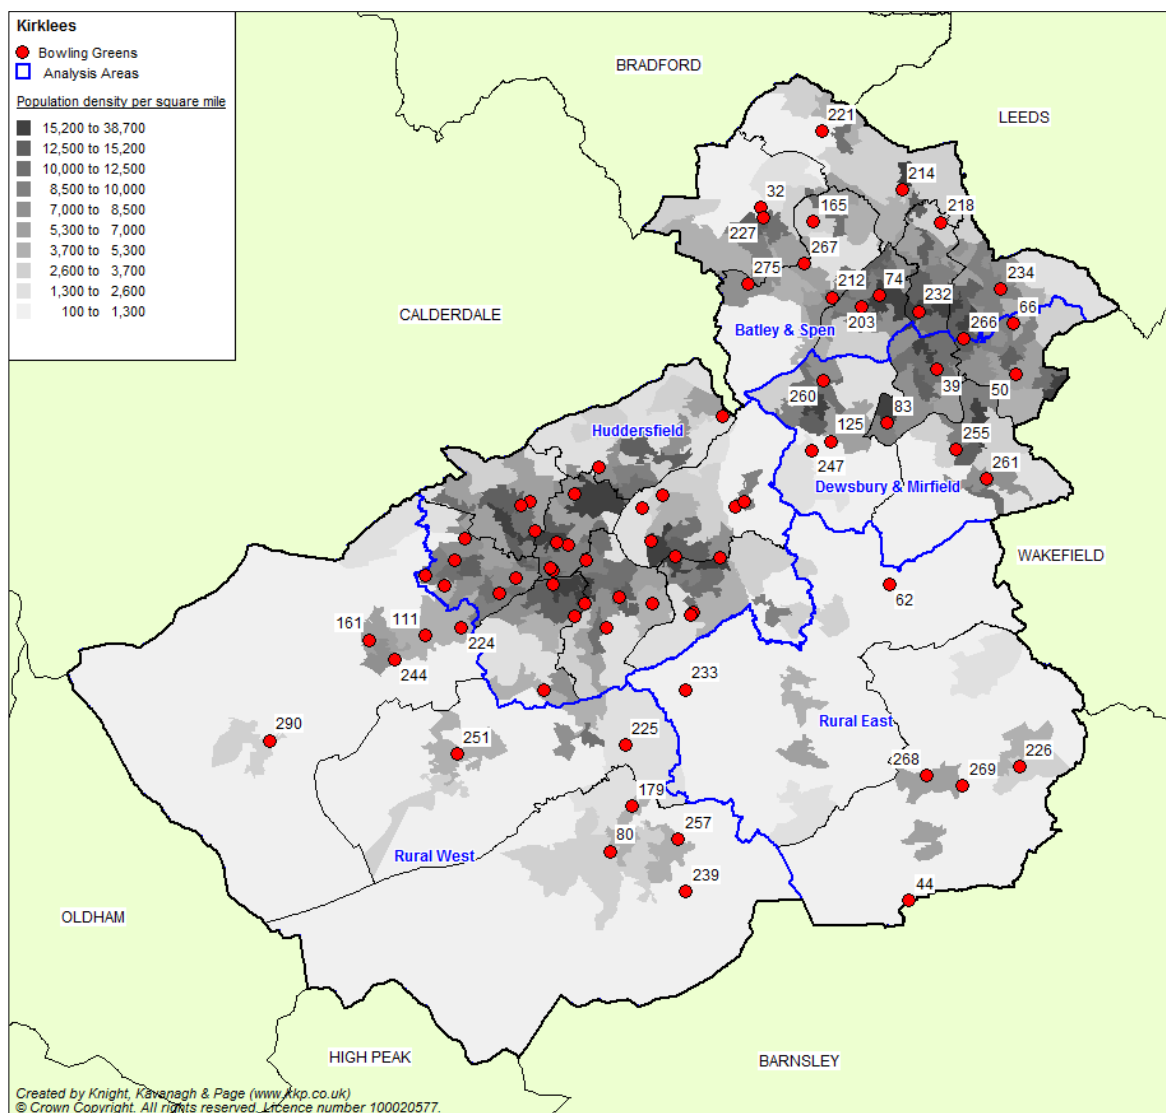 Kirklees
Bowling Greens
Analysis Areas
Population density per square mile
15,200 to 38,700
12,500 to 15,200
10,000 to 12,500
8,500 to 10,000
7,000 to 8,500
5,300 to 7,000
3,700 to 5,300
2,600 to 3,700
1,300 to 2,600
100 to 1,300
BRADFORD
LEEDS
221
214
32
165
218
227
267
275
212
74
234
232
203
66
CALDERDALE
Batley & Spen
266
39
260
50
83
Huddersfield
125
255
247
261
Dewsbury & Mirfield
WAKEFIELD
62
161
111
224
244
233
290
251
225
Rural East
268
226
269
179
257
80
Rural West
239
44
OLDHAM
HIGH PEAK
BARNSLEY
Created by Knight, Kavanagh & Page (www.kkp.co.uk)
© Crown Copyright. All rights reserved. Licence number 100020577.